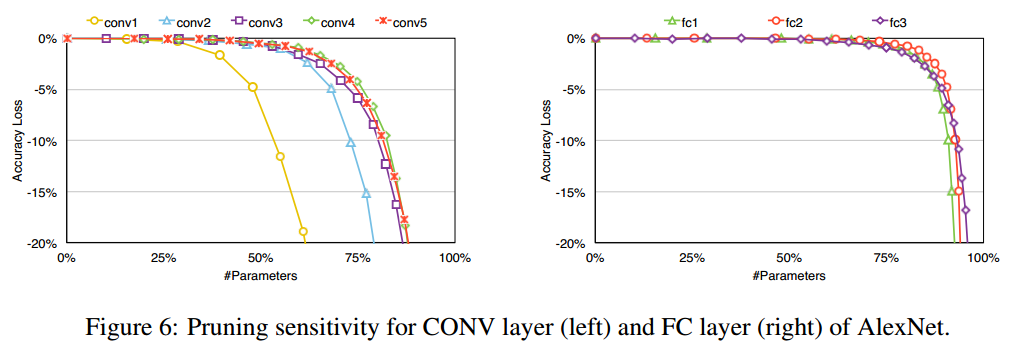 conv1 conv2 conv3 conv4 conv5
0%
-5%
-10%
-15%
-20%
Accuracy Loss
0% 25% 50% 75% 100%
#Parameters
fc1 fc2 fc3
0%
-5%
-10%
-15%
-20%
Accuracy Loss
0% 25% 50% 75% 100%
#Parameters
Figure 6: Pruning sensitivity for CONV layer (left) and FC layer (right) of AlexNet.